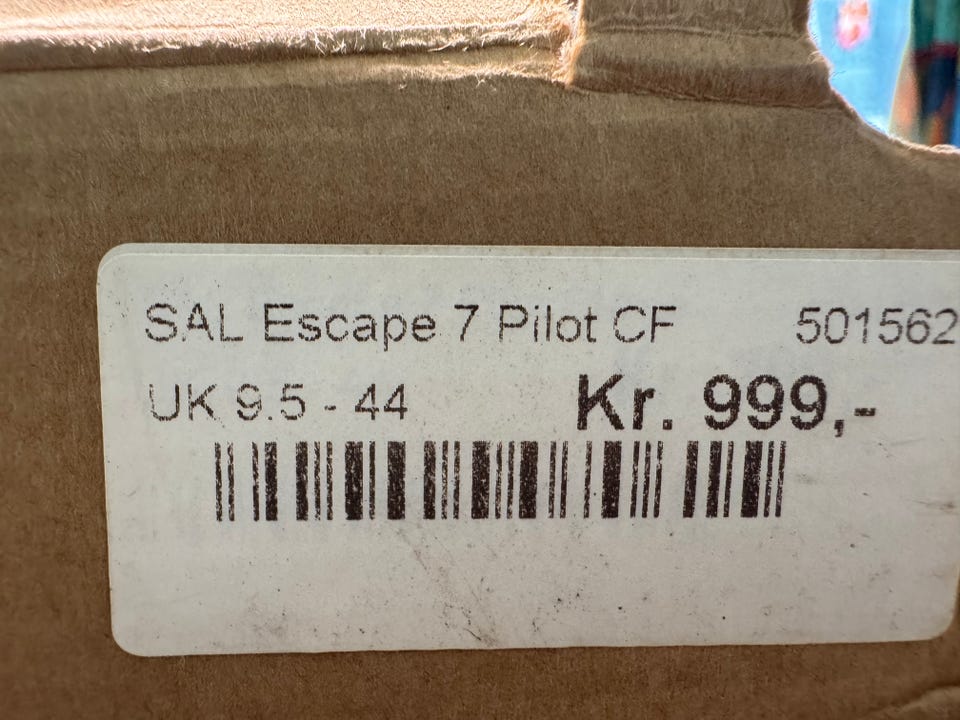 SAL Escape 7 Pilot CF 501562
UK 9.5 - 44 Kr. 999,-